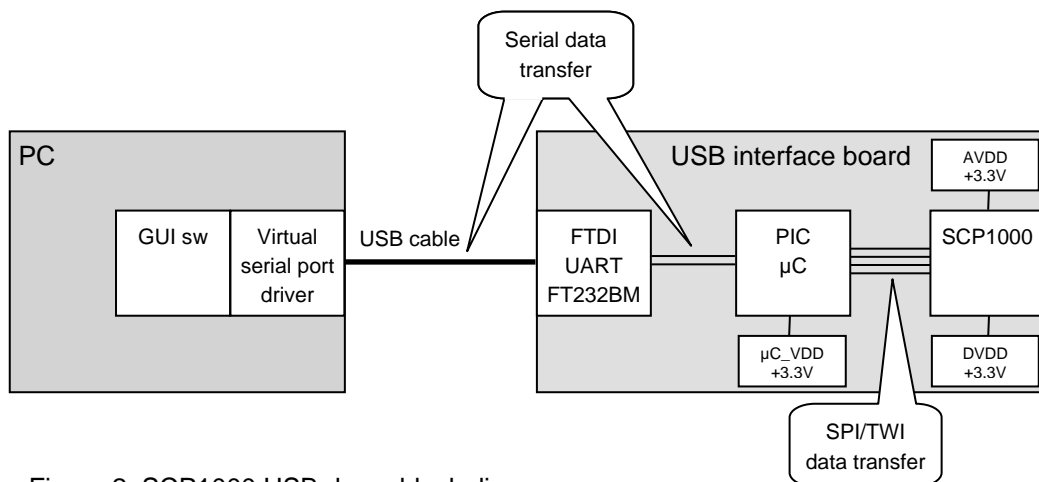 Serial data
transfer
PC
USB interface board
AVDD
+3.3V
GUI sw
Virtual
serial port
driver
USB cable
FTDI
UART
FT232BM
PIC
µC
SCP1000
µC_VDD
+3.3V
DVDD
+3.3V
SPI/TWI
data transfer